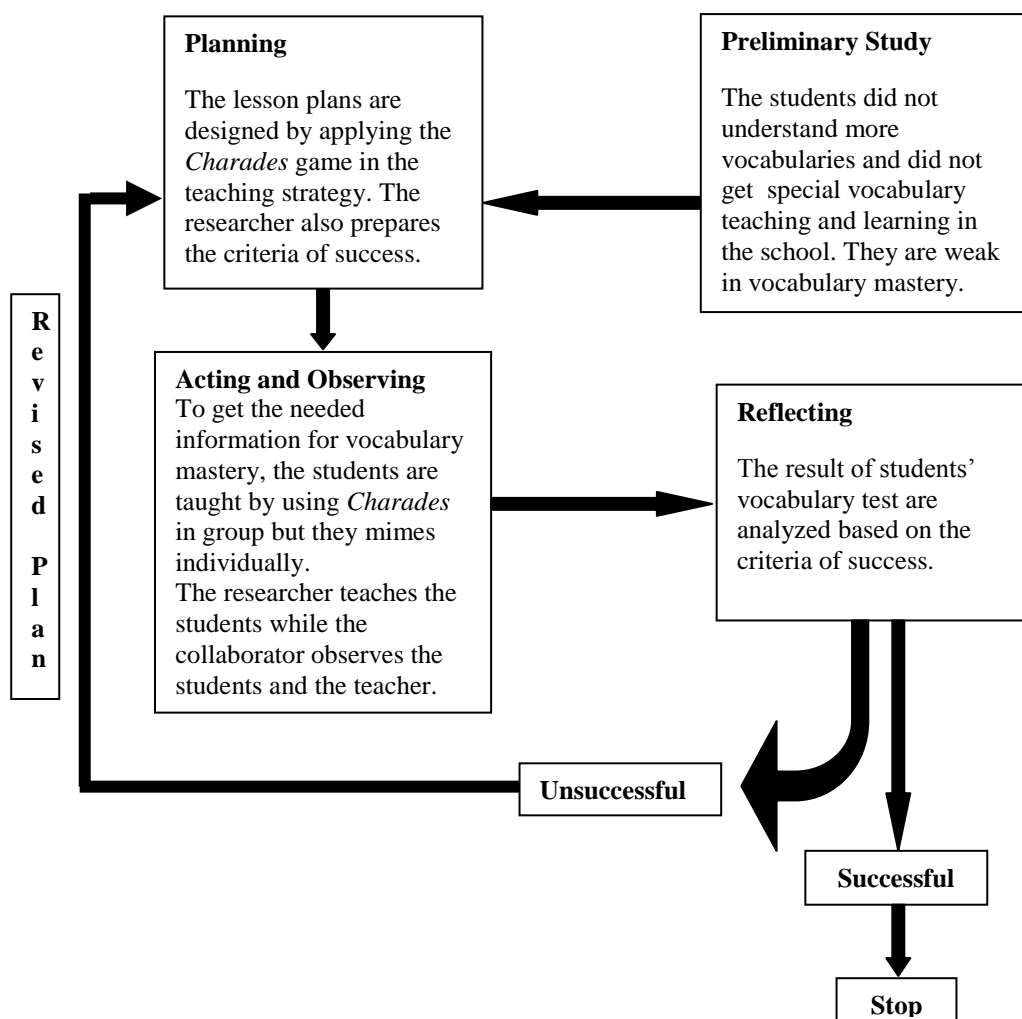 Planning
The lesson plans are
designed by applying the
Charades game in the
teaching strategy. The
researcher also prepares
the criteria of success.
Preliminary Study
The students did not
understand more
vocabularies and did not
get special vocabulary
teaching and learning in
the school. They are weak
in vocabulary mastery.
Revised Plan
Acting and Observing
To get the needed
information for vocabulary
mastery, the students are
taught by using Charades
in group but they mimes
individually.
The researcher teaches the
students while the
collaborator observes the
students and the teacher.
Reflecting
The result of students’
vocabulary test are
analyzed based on the
criteria of success.
Unsuccessful
Successful
Stop